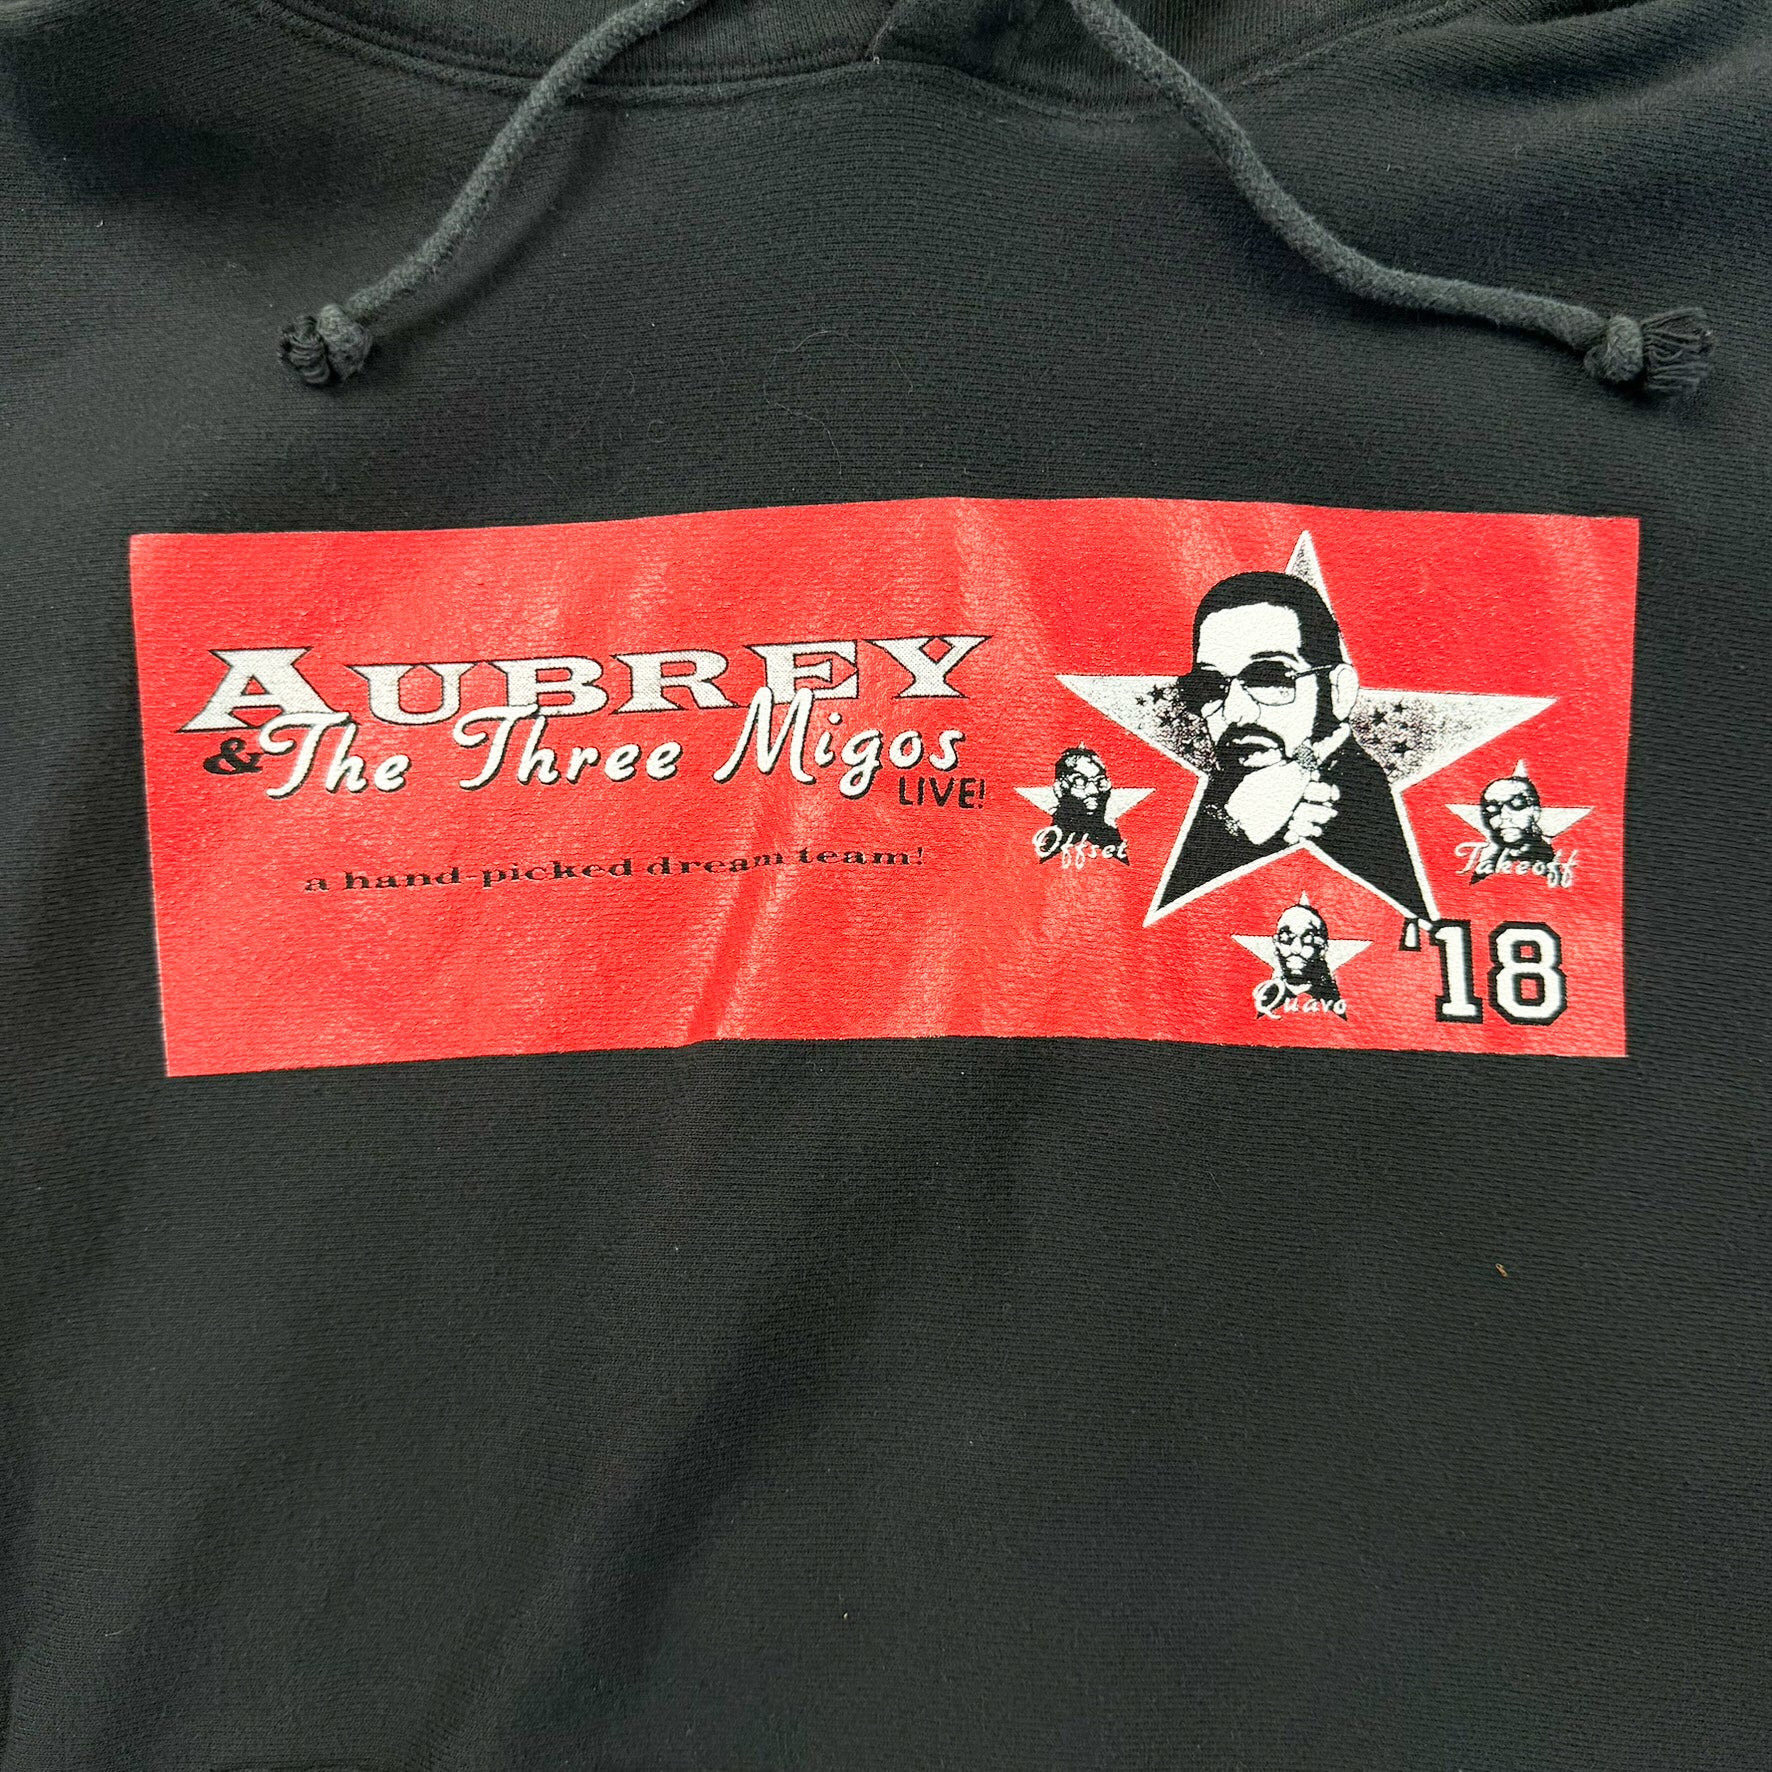 AUBREY
& The Three Migos
LIVE!
a hand-picked dream team!
Offset
Takeoff
Quavo
'18